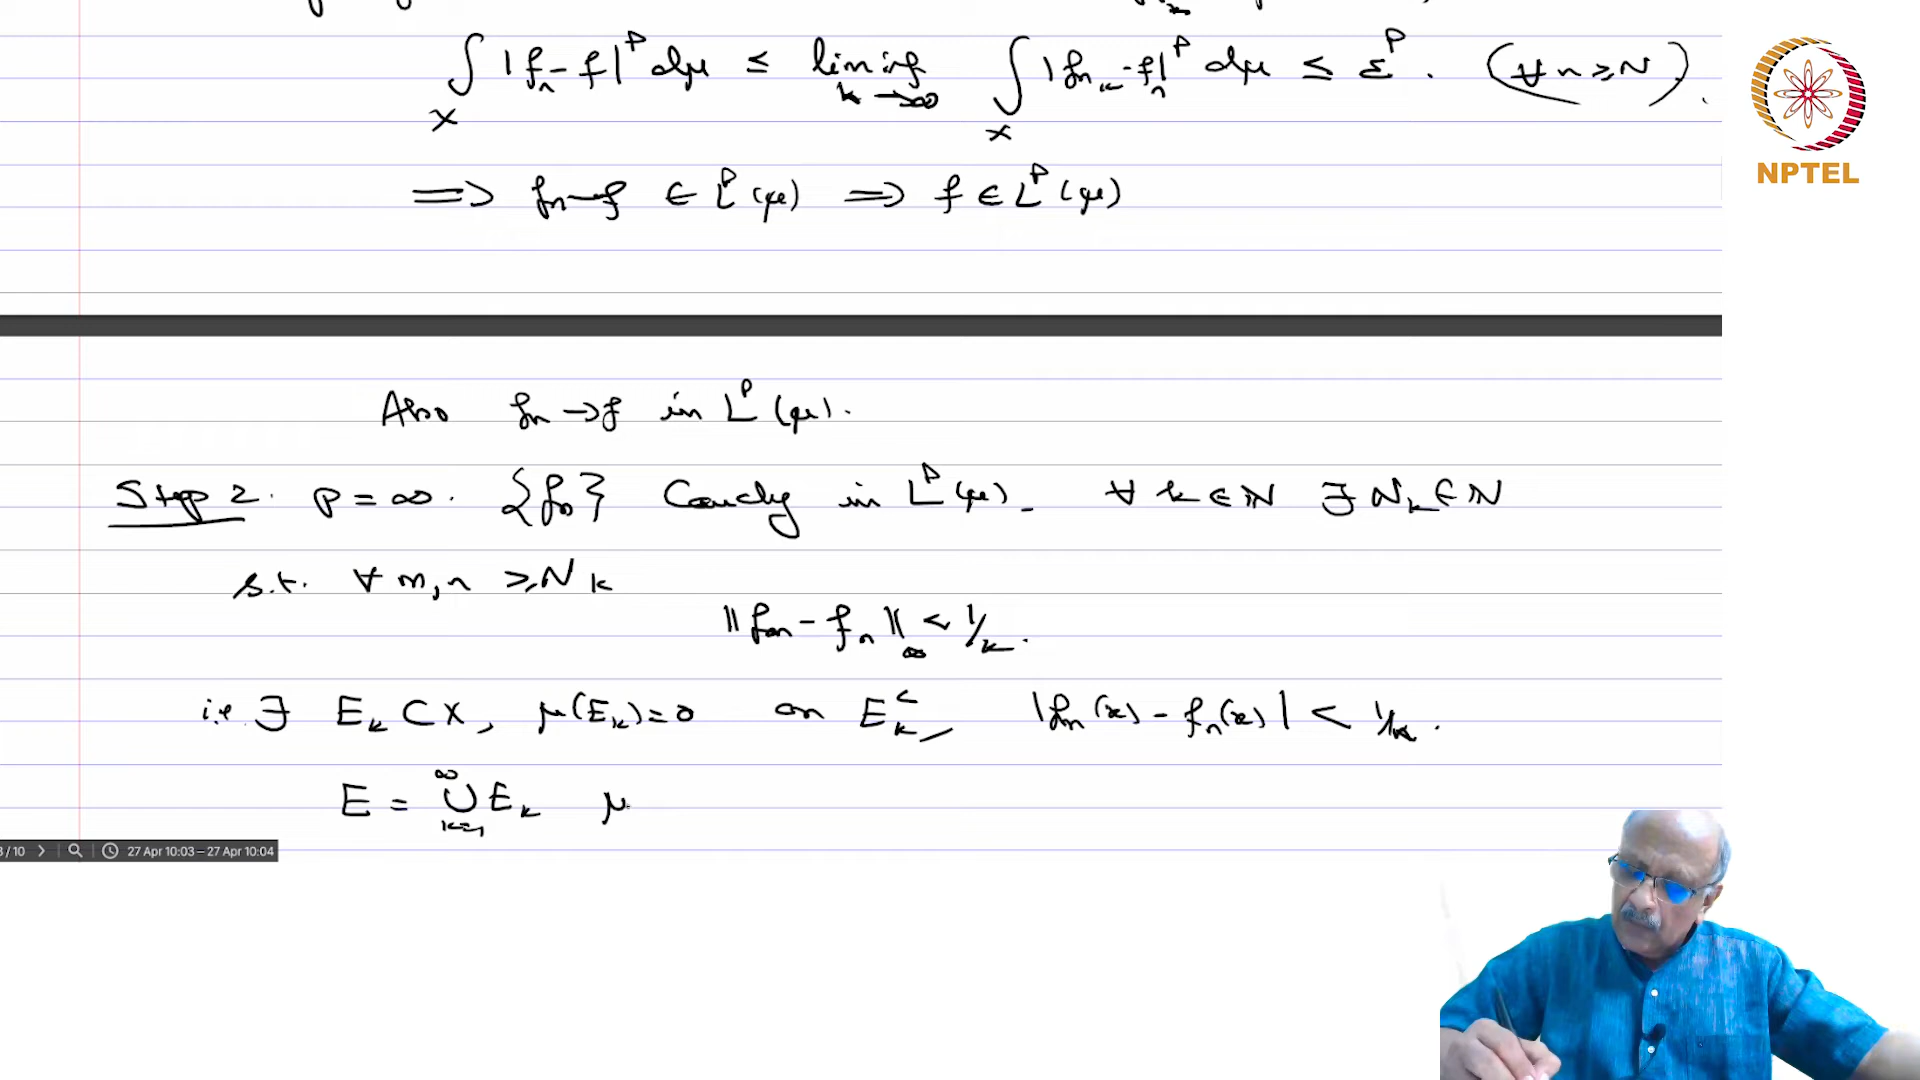 ∫_X |f_n - f|^p dμ ≤ lim inf_{k→∞} ∫_X |f_{n_k} - f_n|^p dμ ≤ ε^p. (∀ n ≥ N).
⟹ f_n - f ∈ L^p(μ) ⟹ f ∈ L^p(μ)
NPTEL
Also f_n → f in L^p(μ).
Step 2. p = ∞. {f_n} Cauchy in L^p(μ). ∀ k ∈ ℕ ∃ N_k ∈ ℕ
s.t. ∀ m, n ≥ N_k
||f_m - f_n||_∞ < 1/k.
i.e. ∃ E_k ⊂ X, μ(E_k) = 0 on E_k^c, |f_m(x) - f_n(x)| < 1/k.
E = ∪_{k=1}^∞ E_k μ
/ 10 27 Apr 10:03 – 27 Apr 10:04